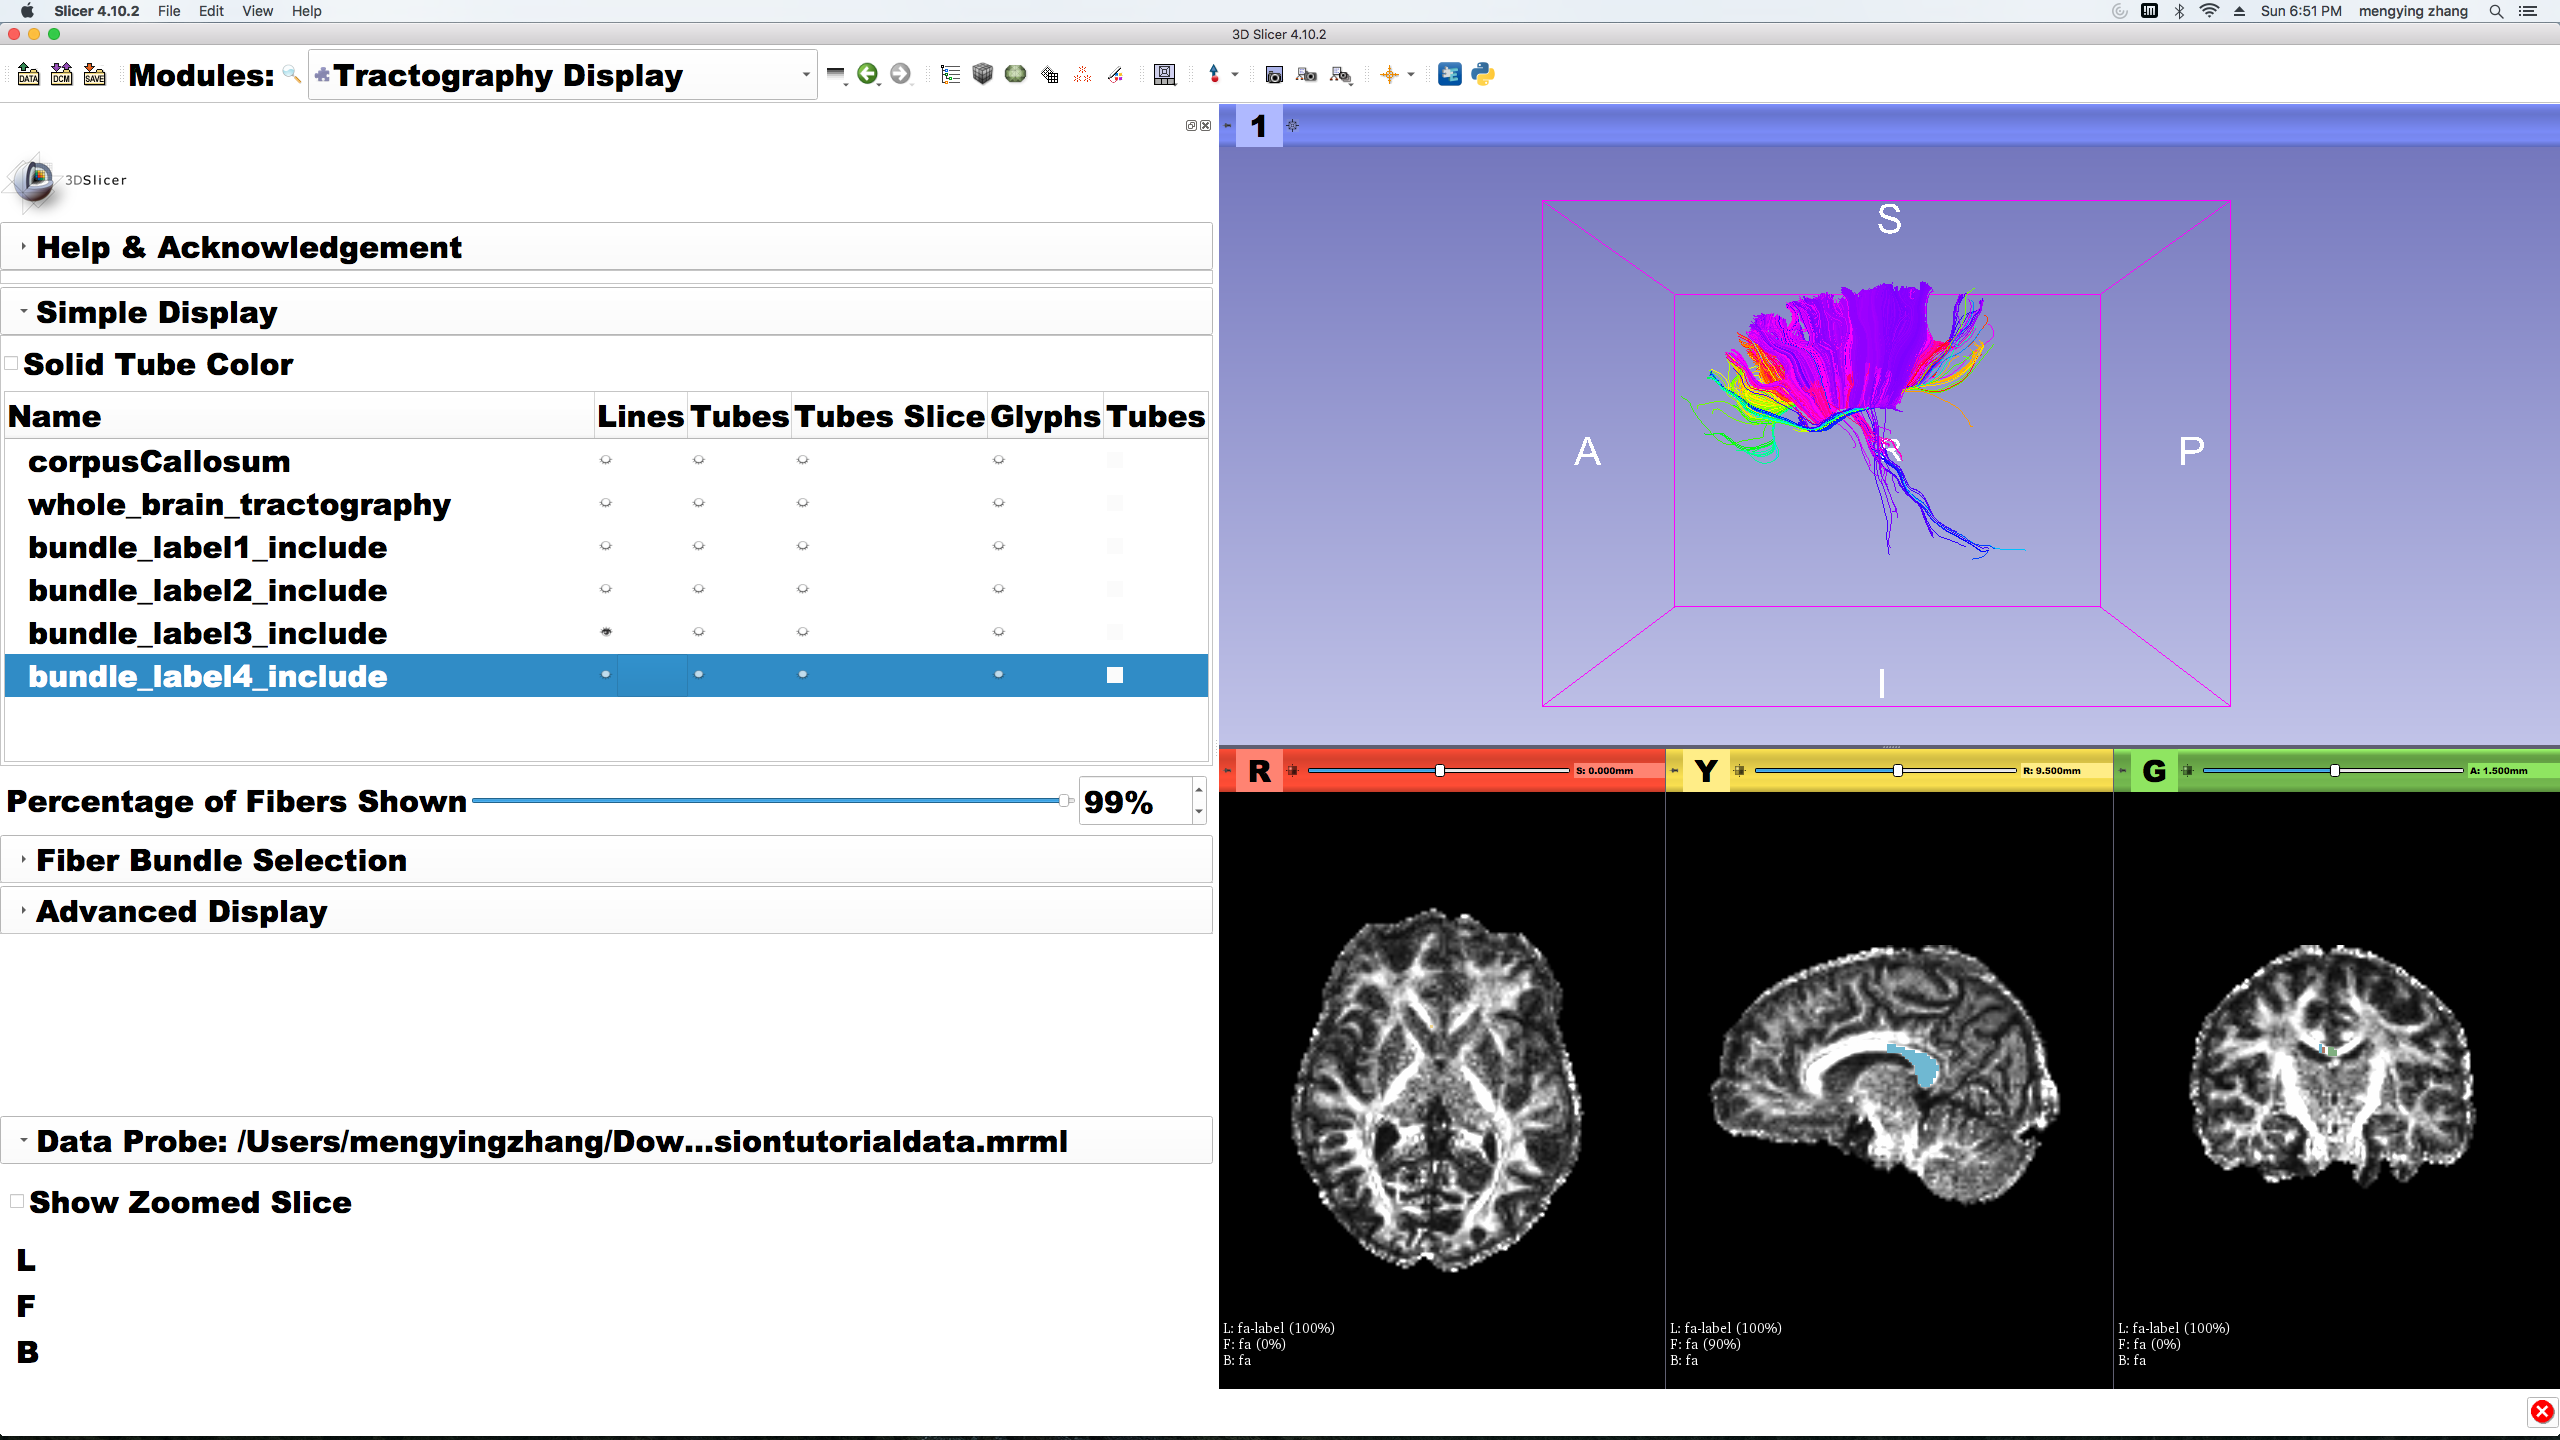 Slicer 4.10.2 File Edit View Help
Sun 6:51 PM mengying zhang
3D Slicer 4.10.2
DATA DCM SAVE Modules: Tractography Display
1
3DSlicer
Help & Acknowledgement
Simple Display
Solid Tube Color
Name Lines Tubes Tubes Slice Glyphs Tubes
corpusCallosum
whole_brain_tractography
bundle_label1_include
bundle_label2_include
bundle_label3_include
bundle_label4_include
Percentage of Fibers Shown 99%
Fiber Bundle Selection
Advanced Display
Data Probe: /Users/mengyingzhang/Dow...siontutorialdata.mrml
Show Zoomed Slice
L
F
B
S
A
R
P
I
R S: 0.000mm
Y R: 9.500mm
G A: 1.500mm
L: fa-label (100%)
F: fa (0%)
B: fa
L: fa-label (100%)
F: fa (90%)
B: fa
L: fa-label (100%)
F: fa (0%)
B: fa